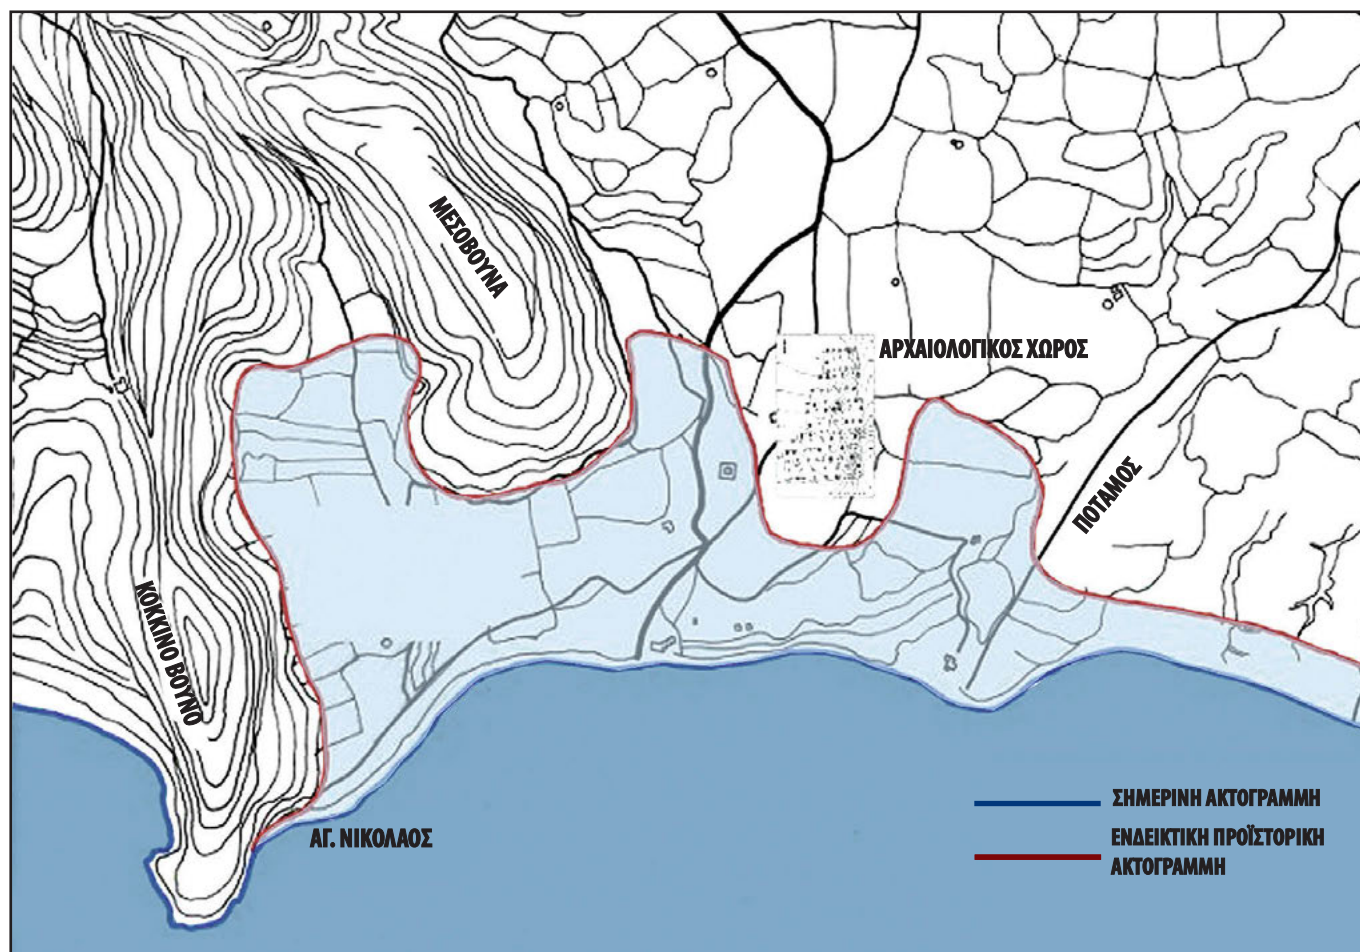 ΜΕΣΟΒΟΥΝΑ
ΑΡΧΑΙΟΛΟΓΙΚΟΣ ΧΩΡΟΣ
ΠΟΤΑΜΟΣ
ΚΟΚΚΙΝΟ ΒΟΥΝΟ
ΑΓ. ΝΙΚΟΛΑΟΣ
ΣΗΜΕΡΙΝΗ ΑΚΤΟΓΡΑΜΜΗ
ΕΝΔΕΙΚΤΙΚΗ ΠΡΟΪΣΤΟΡΙΚΗ
ΑΚΤΟΓΡΑΜΜΗ